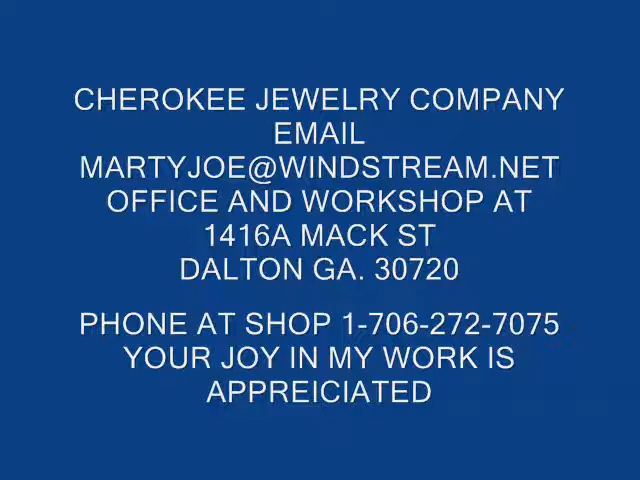 CHEROKEE JEWELRY COMPANY
EMAIL
MARTYJOE@WINDSTREAM.NET
OFFICE AND WORKSHOP AT
1416A MACK ST
DALTON GA. 30720
PHONE AT SHOP 1-706-272-7075
YOUR JOY IN MY WORK IS
APPREICIATED